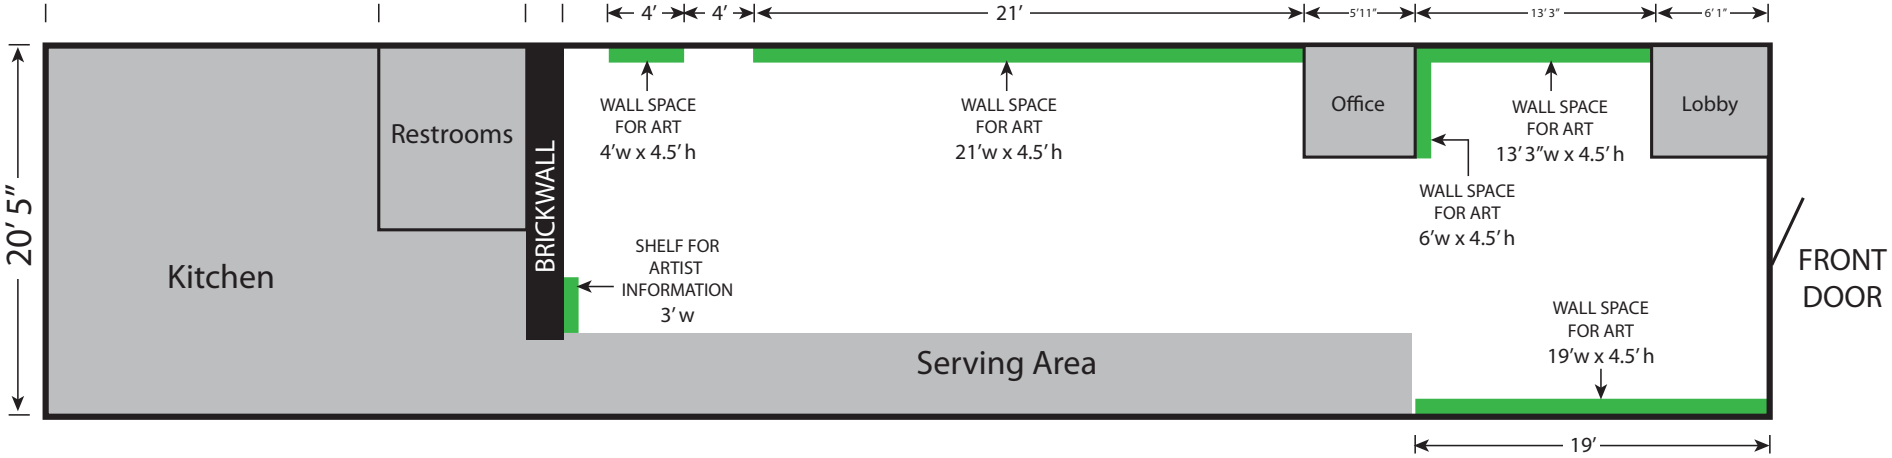 4’
4’
21’
5’11”
13’ 3”
6’ 1”
20’ 5”
Kitchen
Restrooms
BRICKWALL
WALL SPACE
FOR ART
4’w x 4.5’ h
WALL SPACE
FOR ART
21’w x 4.5’ h
Office
WALL SPACE
FOR ART
13’ 3”w x 4.5’ h
Lobby
WALL SPACE
FOR ART
6’w x 4.5’ h
SHELF FOR
ARTIST
INFORMATION
3’ w
FRONT
DOOR
WALL SPACE
FOR ART
19’w x 4.5’ h
Serving Area
19’